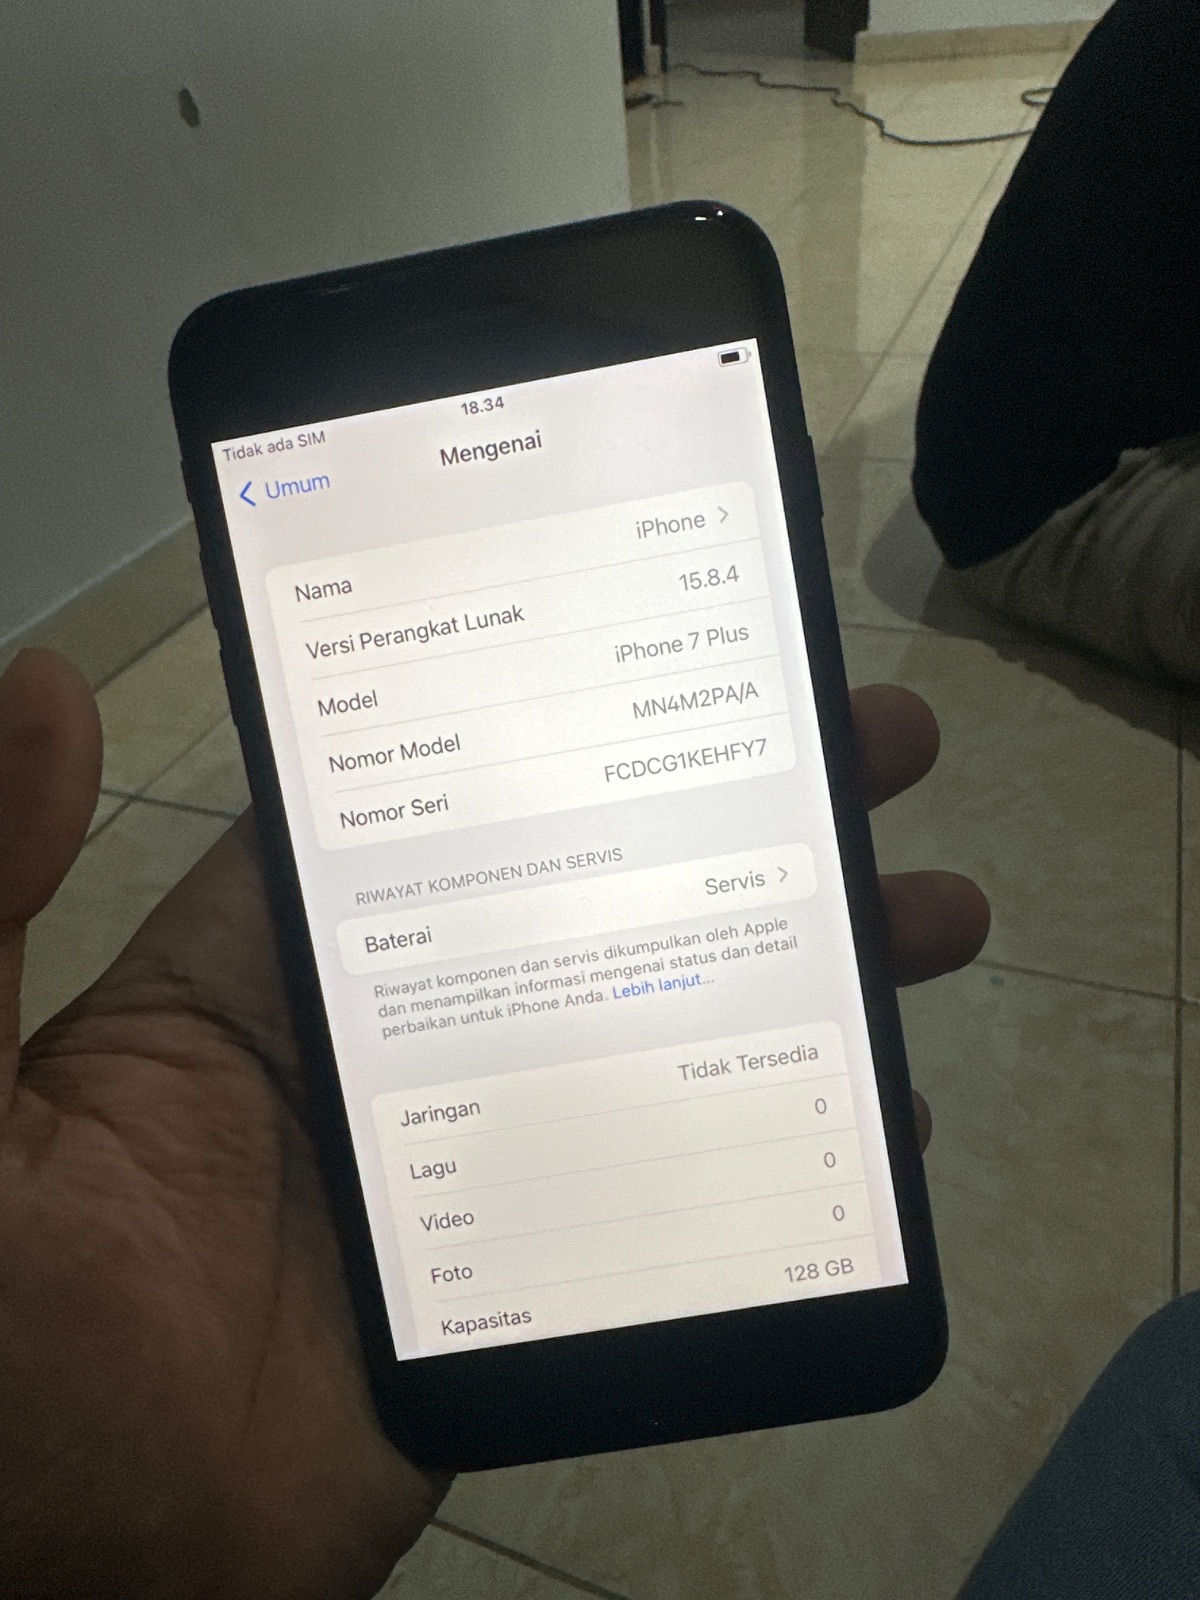 Tidak ada SIM
18.34
Umum
Mengenai
Nama iPhone
Versi Perangkat Lunak 15.8.4
Model iPhone 7 Plus
Nomor Model MN4M2PA/A
Nomor Seri FCDCG1KEHFY7
RIWAYAT KOMPONEN DAN SERVIS
Baterai Servis
Riwayat komponen dan servis dikumpulkan oleh Apple
dan menampilkan informasi mengenai status dan detail
perbaikan untuk iPhone Anda. Lebih lanjut...
Jaringan Tidak Tersedia
Lagu 0
Video 0
Foto 0
Kapasitas 128 GB